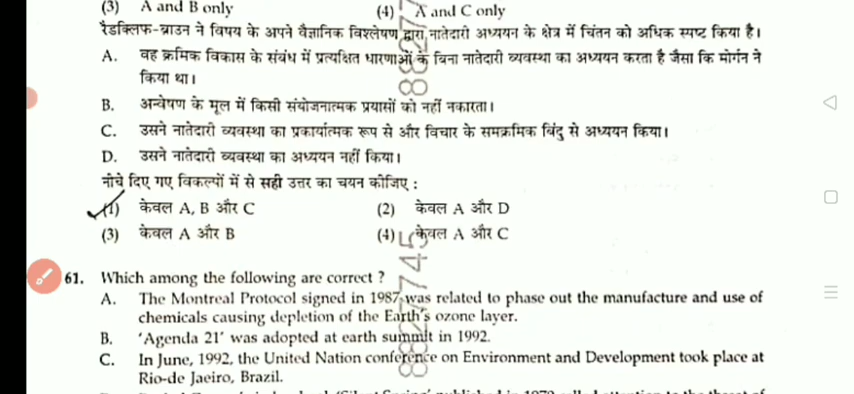 (3) A and B only (4) A and C only
रैडक्लिफ-ब्राउन ने विषय के अपने वैज्ञानिक विश्लेषण द्वारा नातेदारी अध्ययन के क्षेत्र में चिंतन को अधिक स्पष्ट किया है।
A. वह क्रमिक विकास के संबंध में प्रत्यक्षित धारणाओं के बिना नातेदारी व्यवस्था का अध्ययन करता है जैसा कि मोर्गन ने
किया था।
B. अन्वेषण के मूल में किसी संयोजनात्मक प्रयासों को नहीं नकारता।
C. उसने नातेदारी व्यवस्था का प्रकार्यात्मक रूप से और विचार के समक्रमिक बिंदु से अध्ययन किया।
D. उसने नातेदारी व्यवस्था का अध्ययन नहीं किया।
नीचे दिए गए विकल्पों में से सही उत्तर का चयन कीजिए :
(1) केवल A, B और C (2) केवल A और D
(3) केवल A और B (4) केवल A और C
61. Which among the following are correct ?
A. The Montreal Protocol signed in 1987 was related to phase out the manufacture and use of
chemicals causing depletion of the Earth's ozone layer.
B. 'Agenda 21' was adopted at earth summit in 1992.
C. In June, 1992, the United Nation conference on Environment and Development took place at
Rio-de Jaeiro, Brazil.